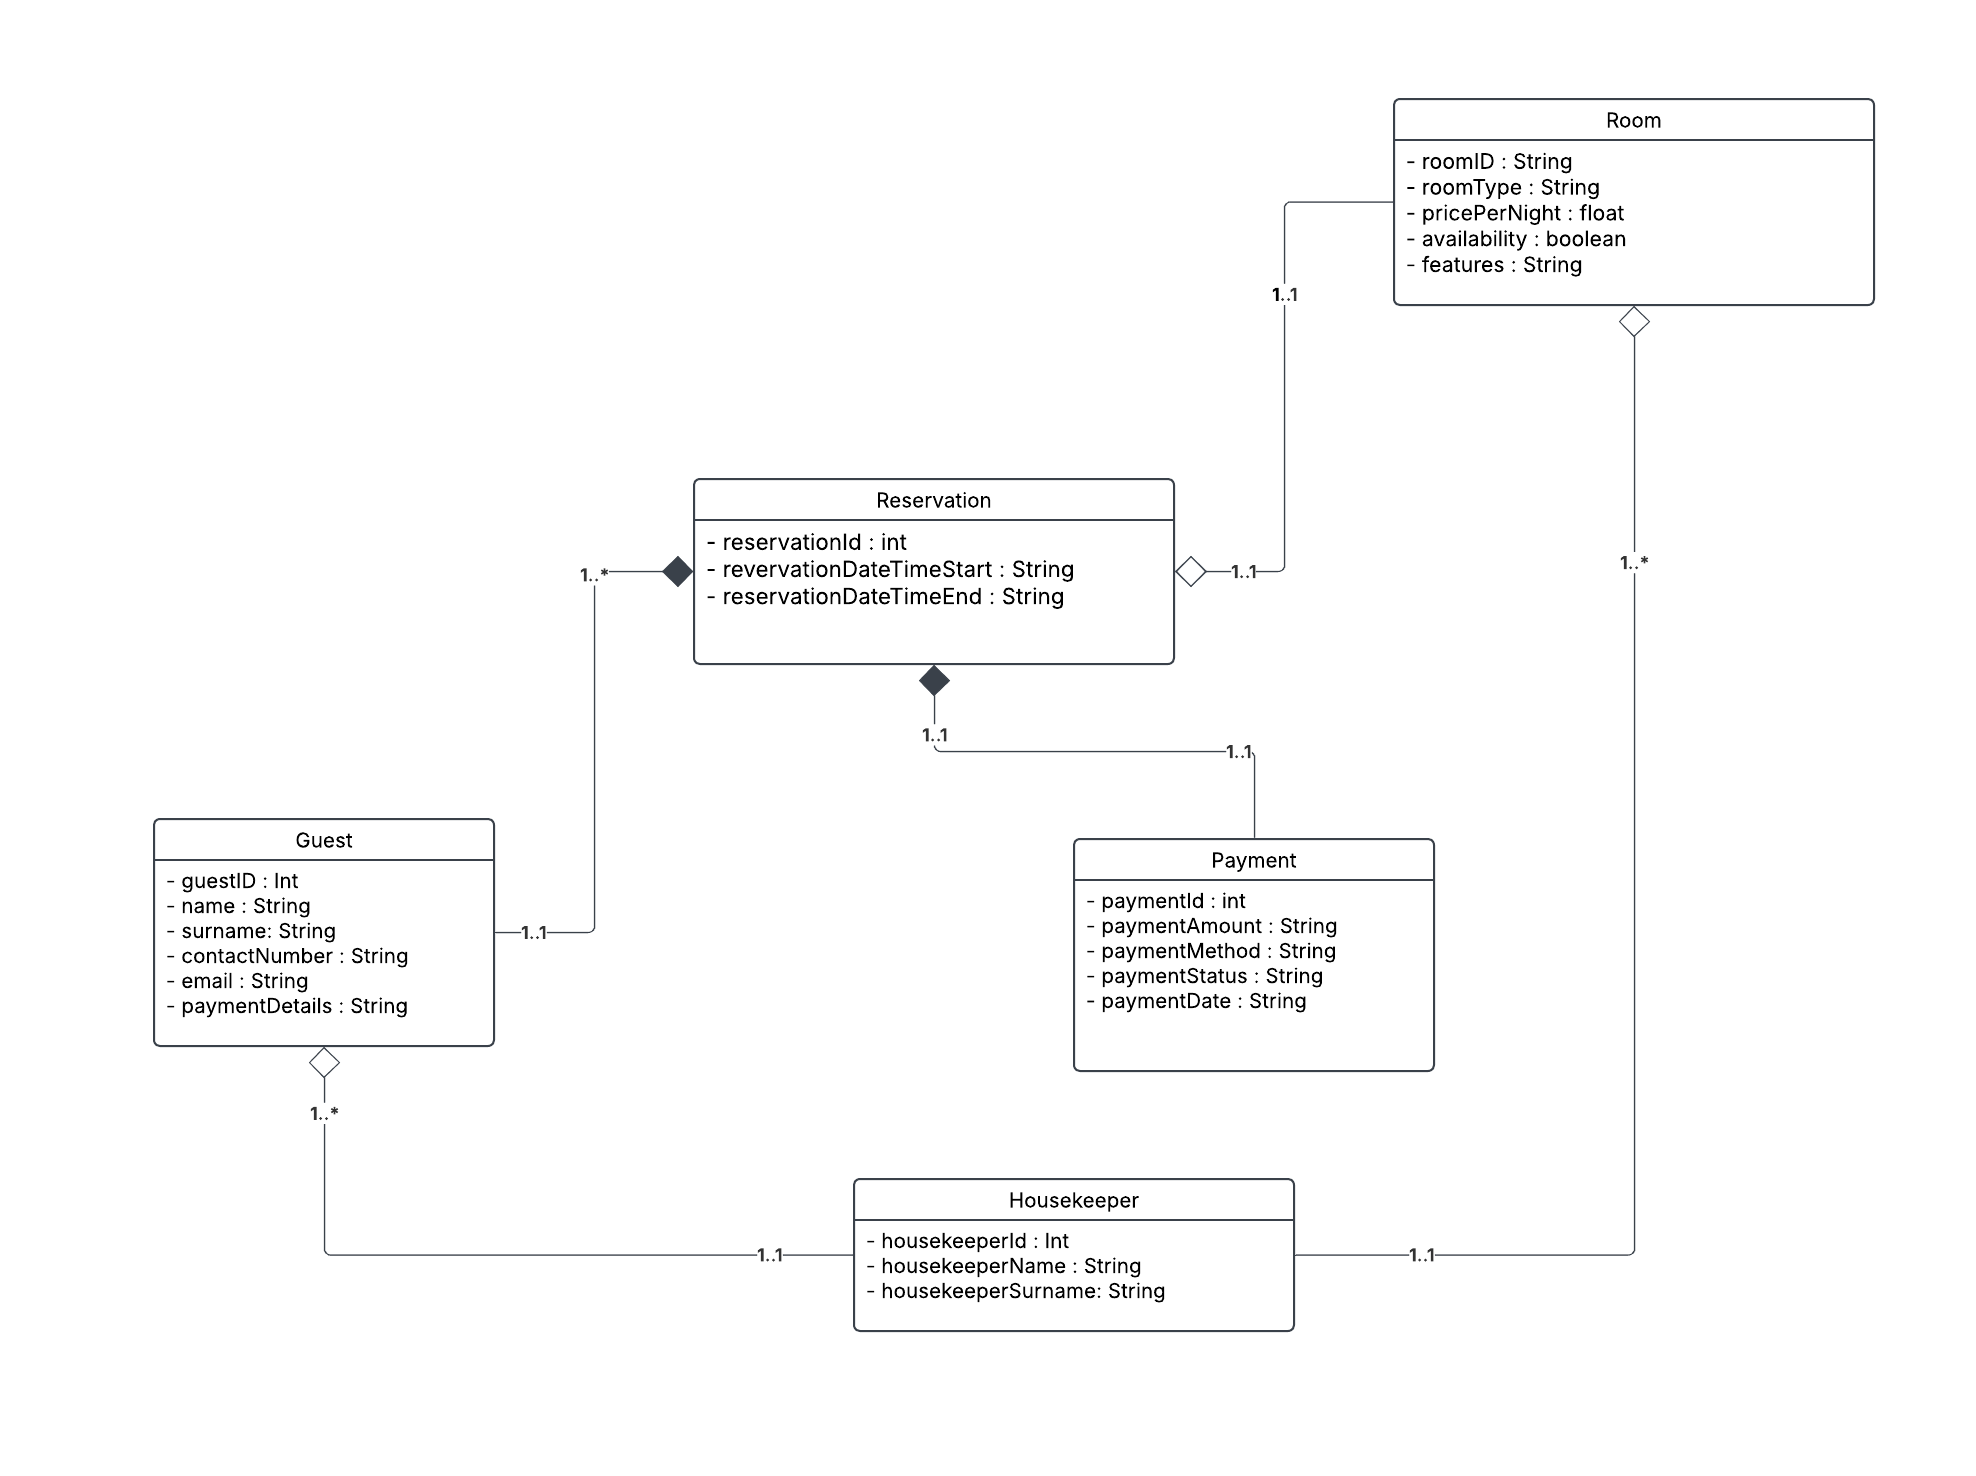 Room
- roomID : String
- roomType : String
- pricePerNight : float
- availability : boolean
- features : String
1..1
Reservation
- reservationId : int
- revervationDateTimeStart : String
- reservationDateTimeEnd : String
1..*
1..1
1..*
1..1
1..1
Guest
- guestID : Int
- name : String
- surname: String
- contactNumber : String
- email : String
- paymentDetails : String
1..1
Payment
- paymentId : int
- paymentAmount : String
- paymentMethod : String
- paymentStatus : String
- paymentDate : String
1..*
Housekeeper
- housekeeperId : Int
- housekeeperName : String
- housekeeperSurname: String
1..1
1..1